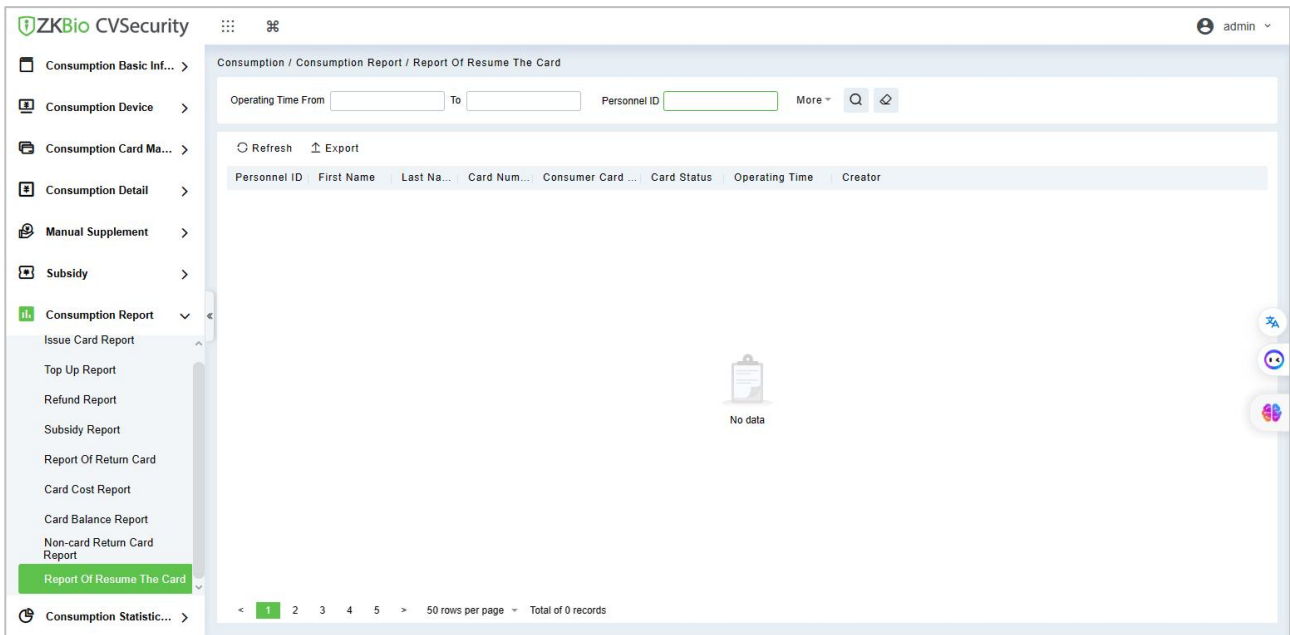 ZKBio CVSecurity
admin
Consumption Basic Inf...
Consumption Device
Consumption Card Ma...
Consumption Detail
Manual Supplement
Subsidy
Consumption Report
Issue Card Report
Top Up Report
Refund Report
Subsidy Report
Report Of Return Card
Card Cost Report
Card Balance Report
Non-card Return Card
Report
Report Of Resume The Card
Consumption Statistic...
Consumption / Consumption Report / Report Of Resume The Card
Operating Time From To Personnel ID More
Refresh Export
Personnel ID First Name Last Na... Card Num... Consumer Card ... Card Status Operating Time Creator
No data
< 1 2 3 4 5 > 50 rows per page Total of 0 records